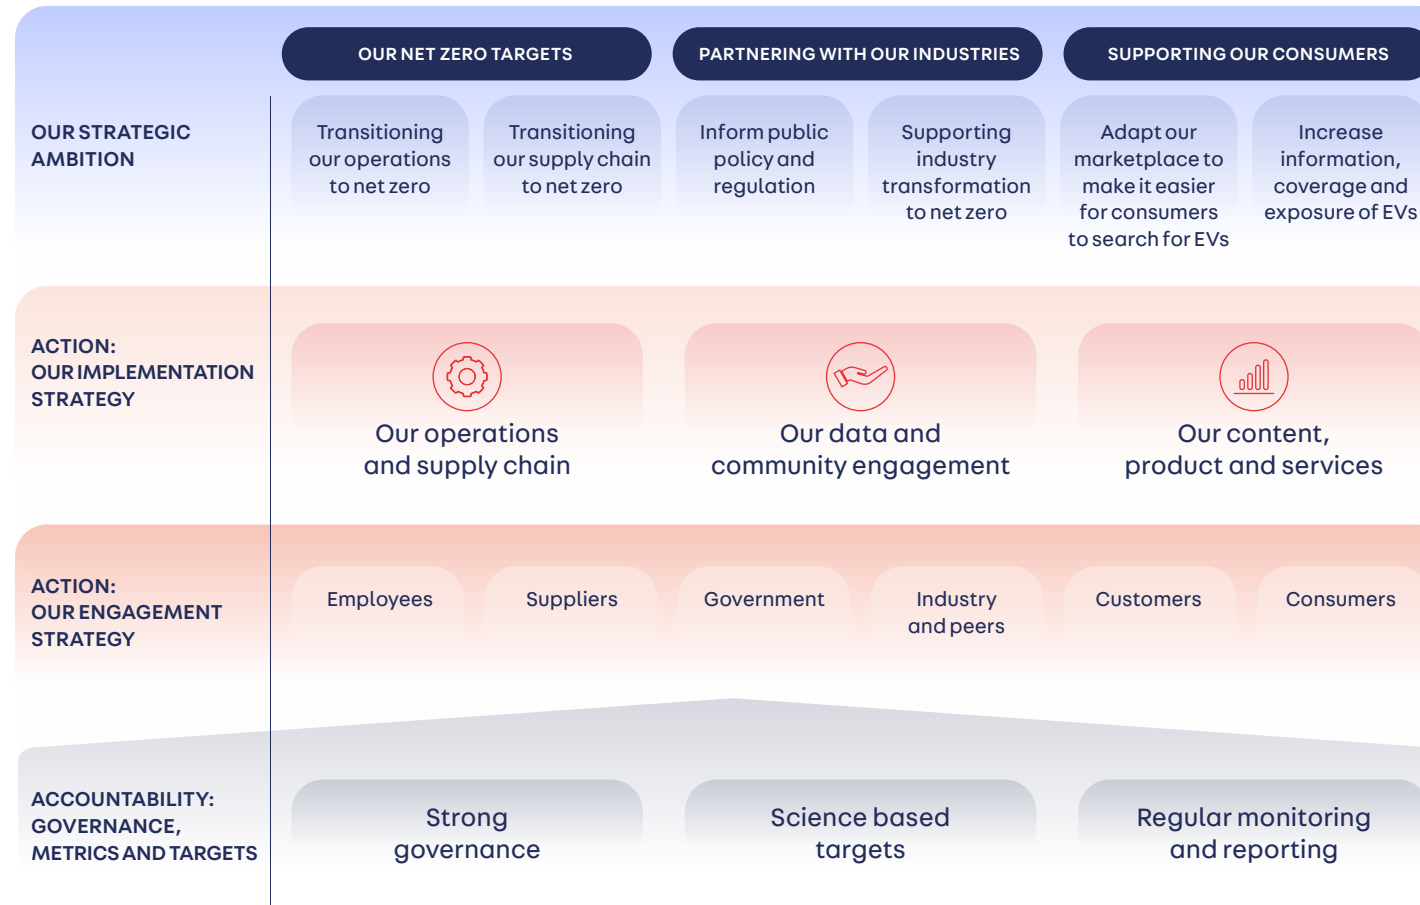 OUR NET ZERO TARGETS
PARTNERING WITH OUR INDUSTRIES
SUPPORTING OUR CONSUMERS
OUR STRATEGIC
AMBITION
Transitioning
our operations
to net zero
Transitioning
our supply chain
to net zero
Inform public
policy and
regulation
Supporting
industry
transformation
to net zero
Adapt our
marketplace to
make it easier
for consumers
to search for EVs
Increase
information,
coverage and
exposure of EVs
ACTION:
OUR IMPLEMENTATION
STRATEGY
Our operations
and supply chain
Our data and
community engagement
Our content,
product and services
ACTION:
OUR ENGAGEMENT
STRATEGY
Employees
Suppliers
Government
Industry
and peers
Customers
Consumers
ACCOUNTABILITY:
GOVERNANCE,
METRICS AND TARGETS
Strong
governance
Science based
targets
Regular monitoring
and reporting